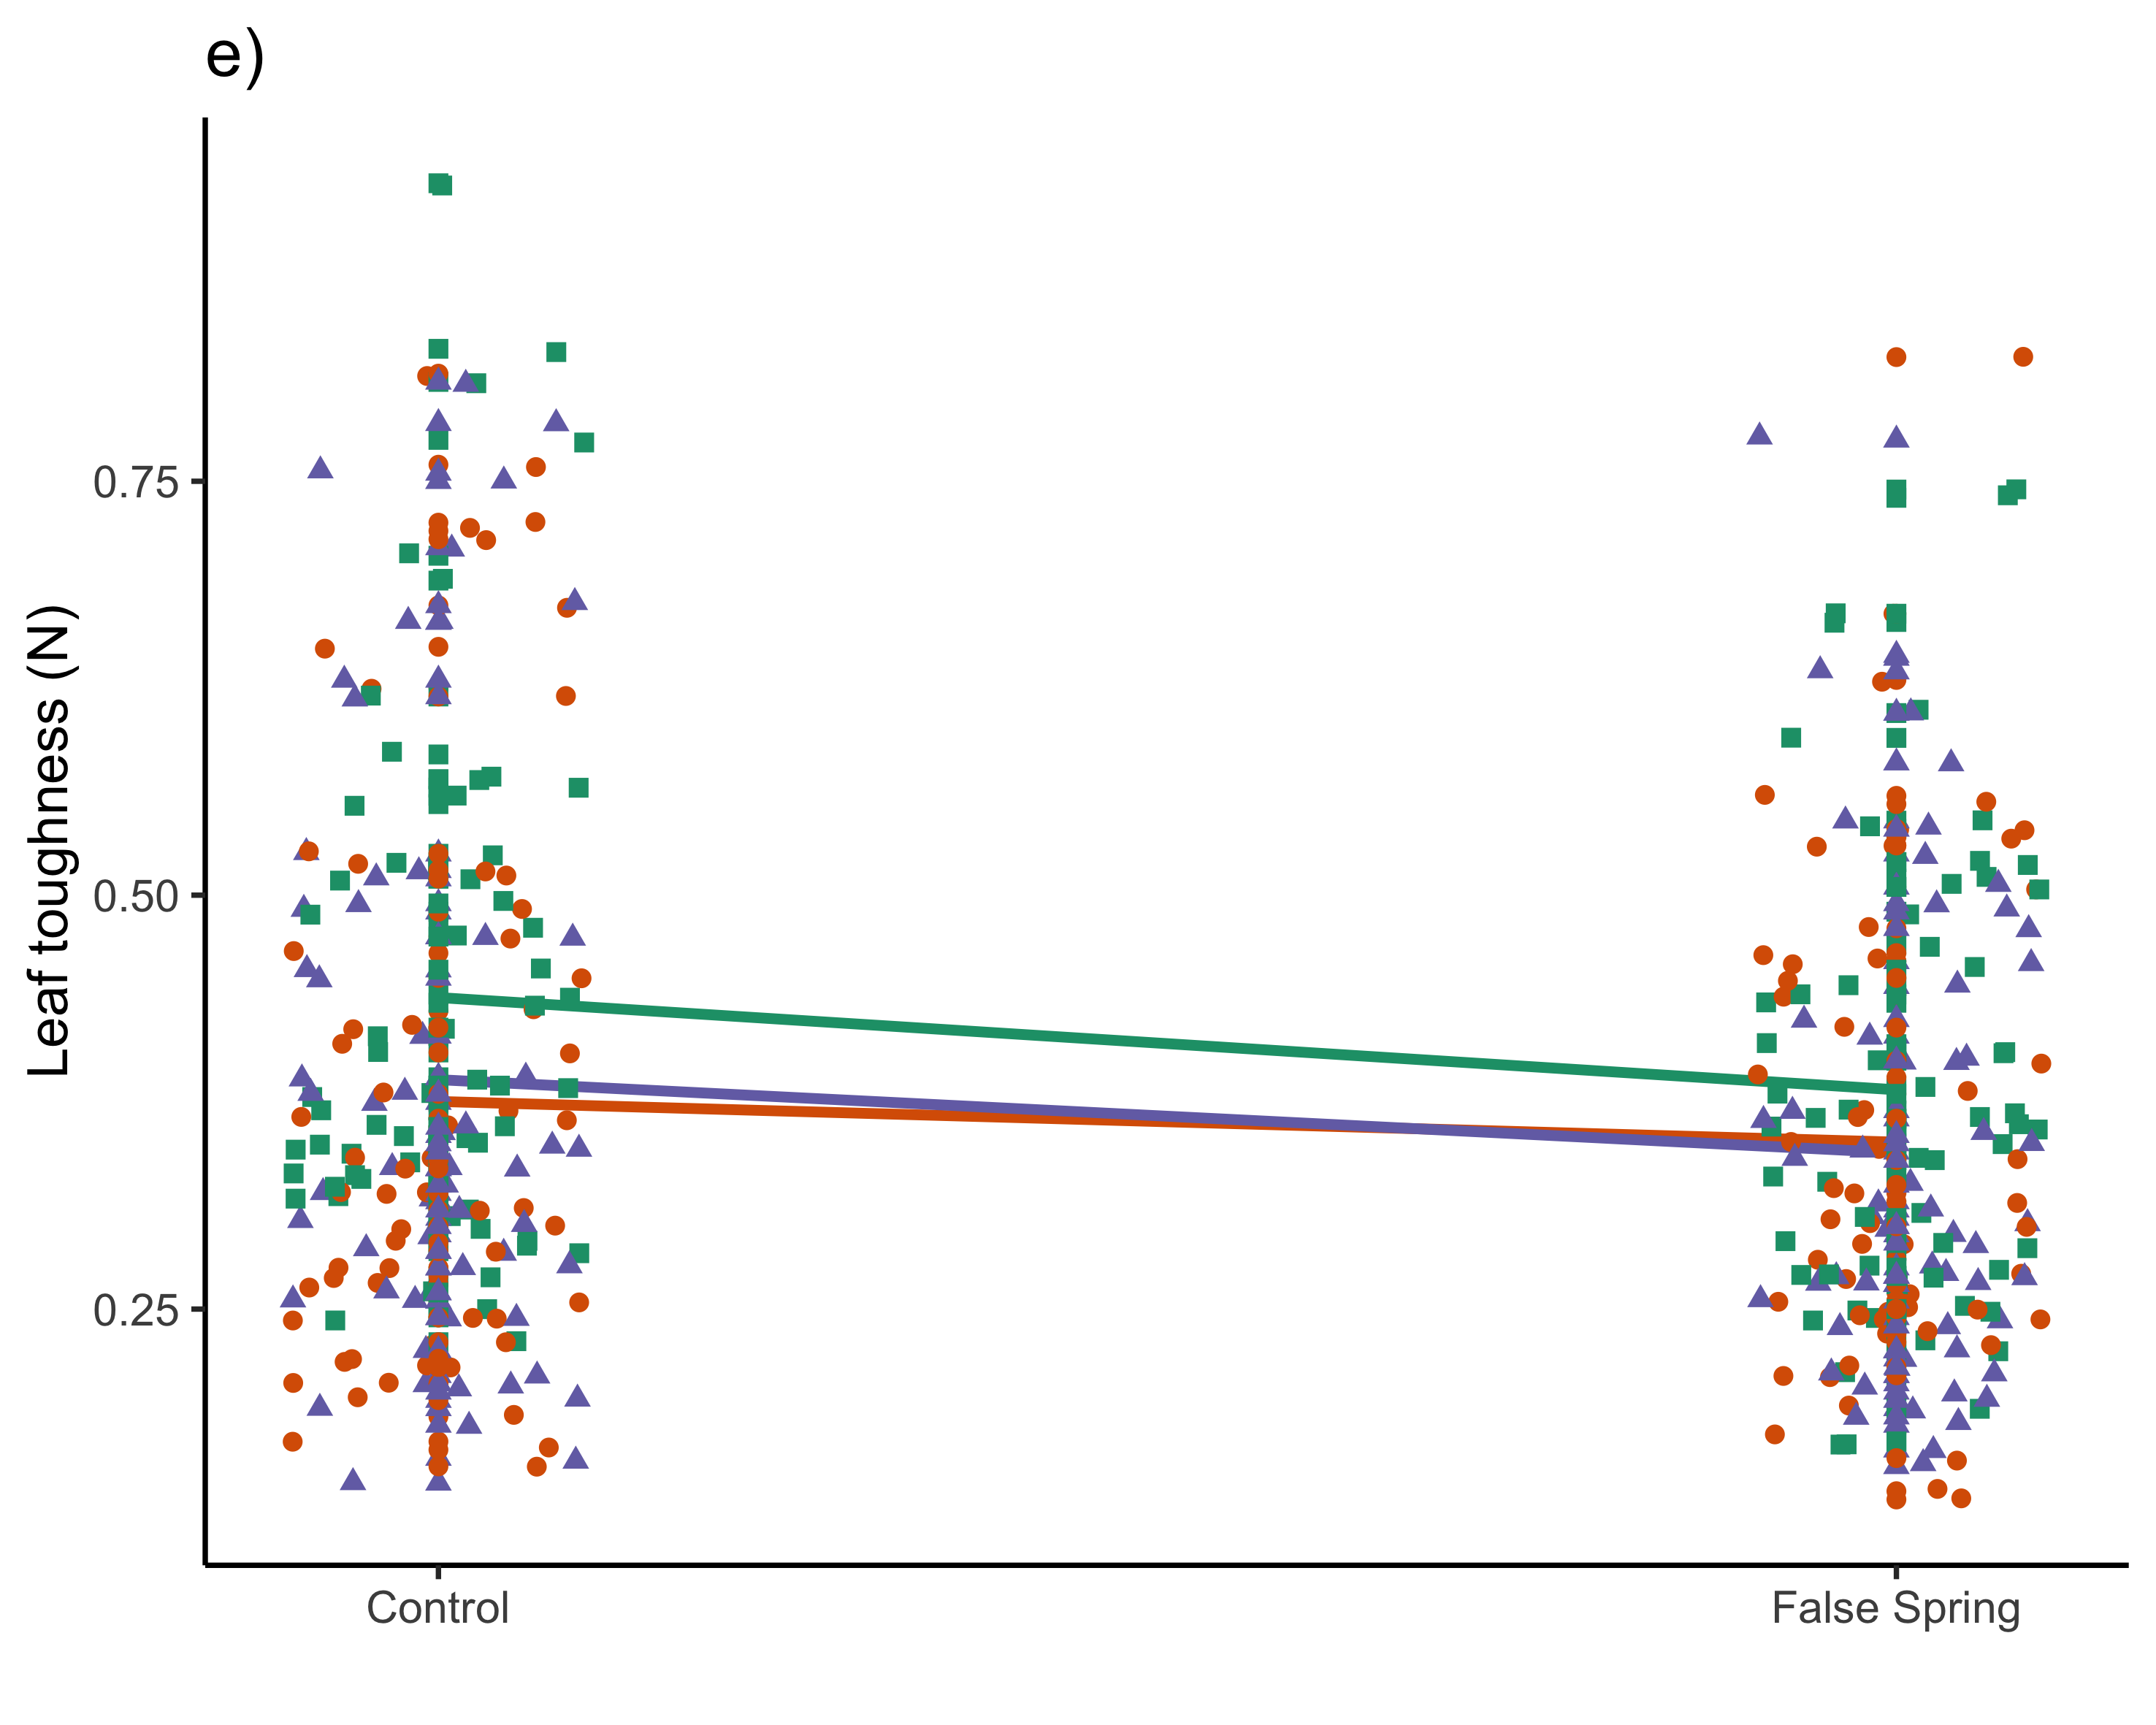 e)
Leaf toughness (N)
0.75
0.50
0.25
Control
False Spring